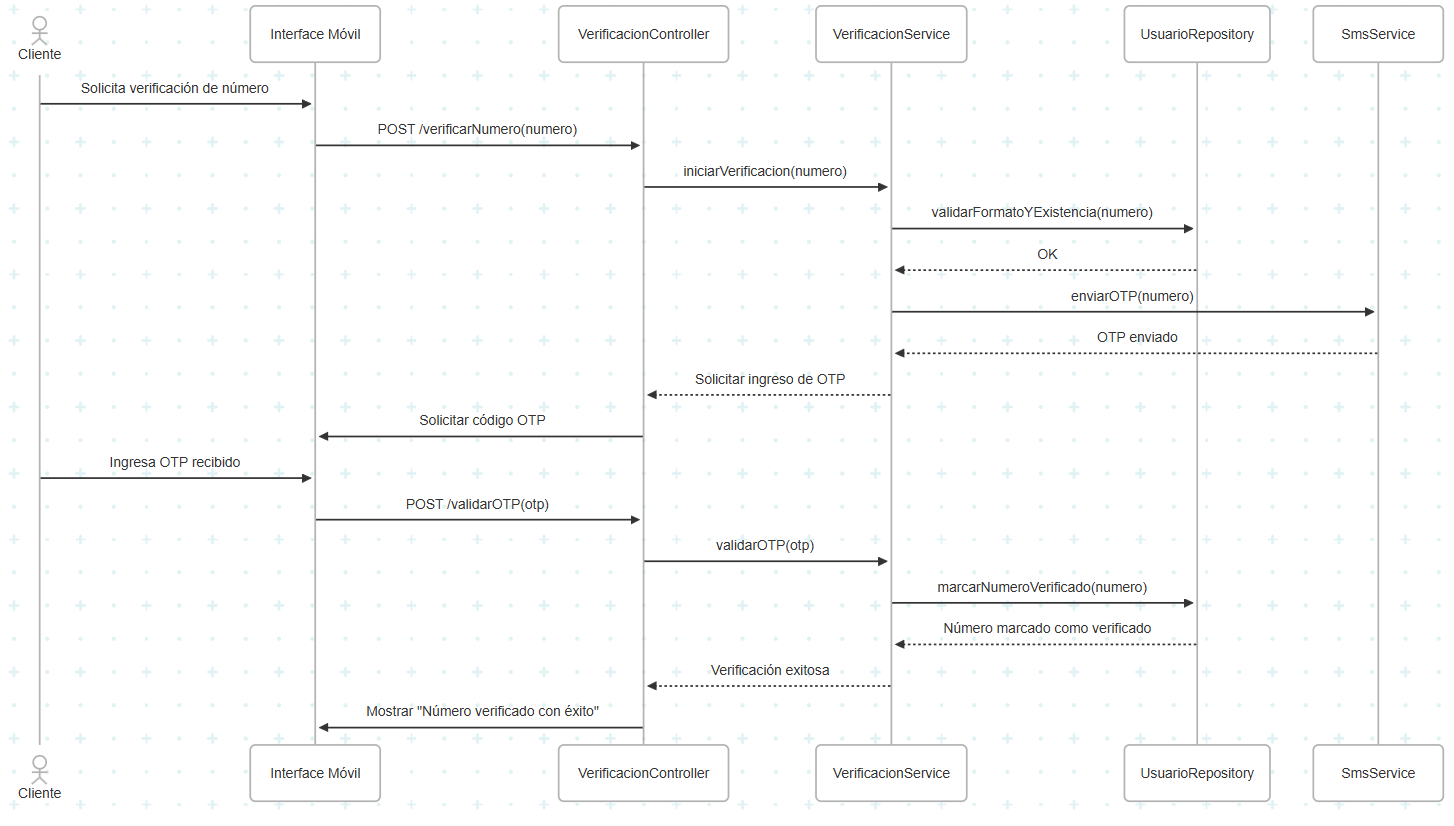 Cliente
Interface Móvil
VerificacionController
VerificacionService
UsuarioRepository
SmsService
Solicita verificación de número
POST /verificarNumero(numero)
iniciarVerificacion(numero)
validarFormatoYExistencia(numero)
OK
enviarOTP(numero)
OTP enviado
Solicitar ingreso de OTP
Solicitar código OTP
Ingresa OTP recibido
POST /validarOTP(otp)
validarOTP(otp)
marcarNumeroVerificado(numero)
Número marcado como verificado
Verificación exitosa
Mostrar "Número verificado con éxito"
Cliente
Interface Móvil
VerificacionController
VerificacionService
UsuarioRepository
SmsService